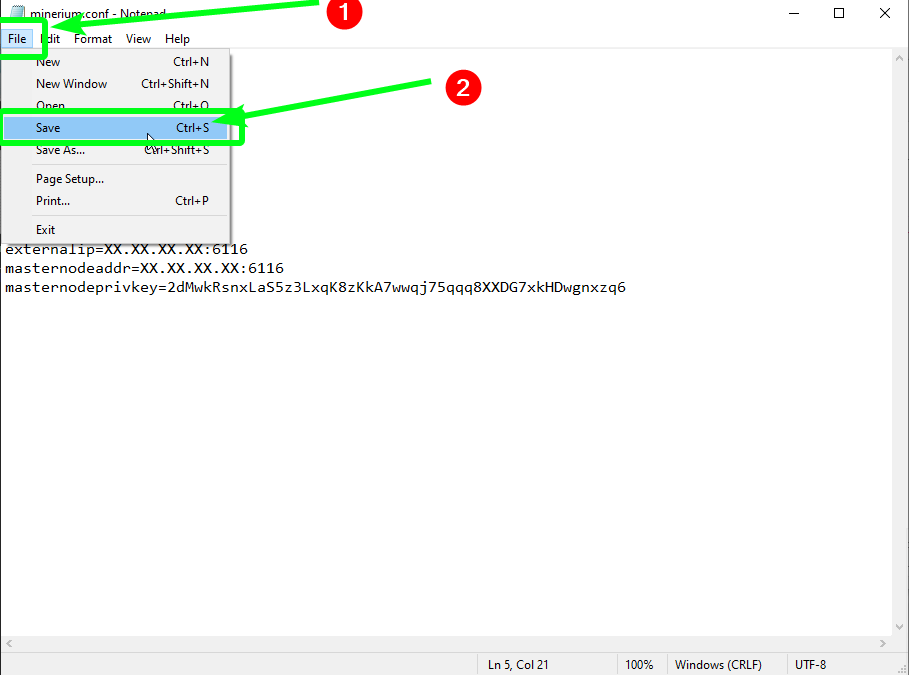 minerium.conf - Notepad
1
File Edit Format View Help
New Ctrl+N
2
New Window Ctrl+Shift+N
Open... Ctrl+O
Save Ctrl+S
Save As... Ctrl+Shift+S
Page Setup...
Print... Ctrl+P
Exit
externalip=XX.XX.XX.XX:6116
masternodeaddr=XX.XX.XX.XX:6116
masternodeprivkey=2dMwkRsnxLaS5z3LxqK8zKkA7wwqj75qqq8XXDG7xkHDwgnxzq6
Ln 5, Col 21 100% Windows (CRLF) UTF-8